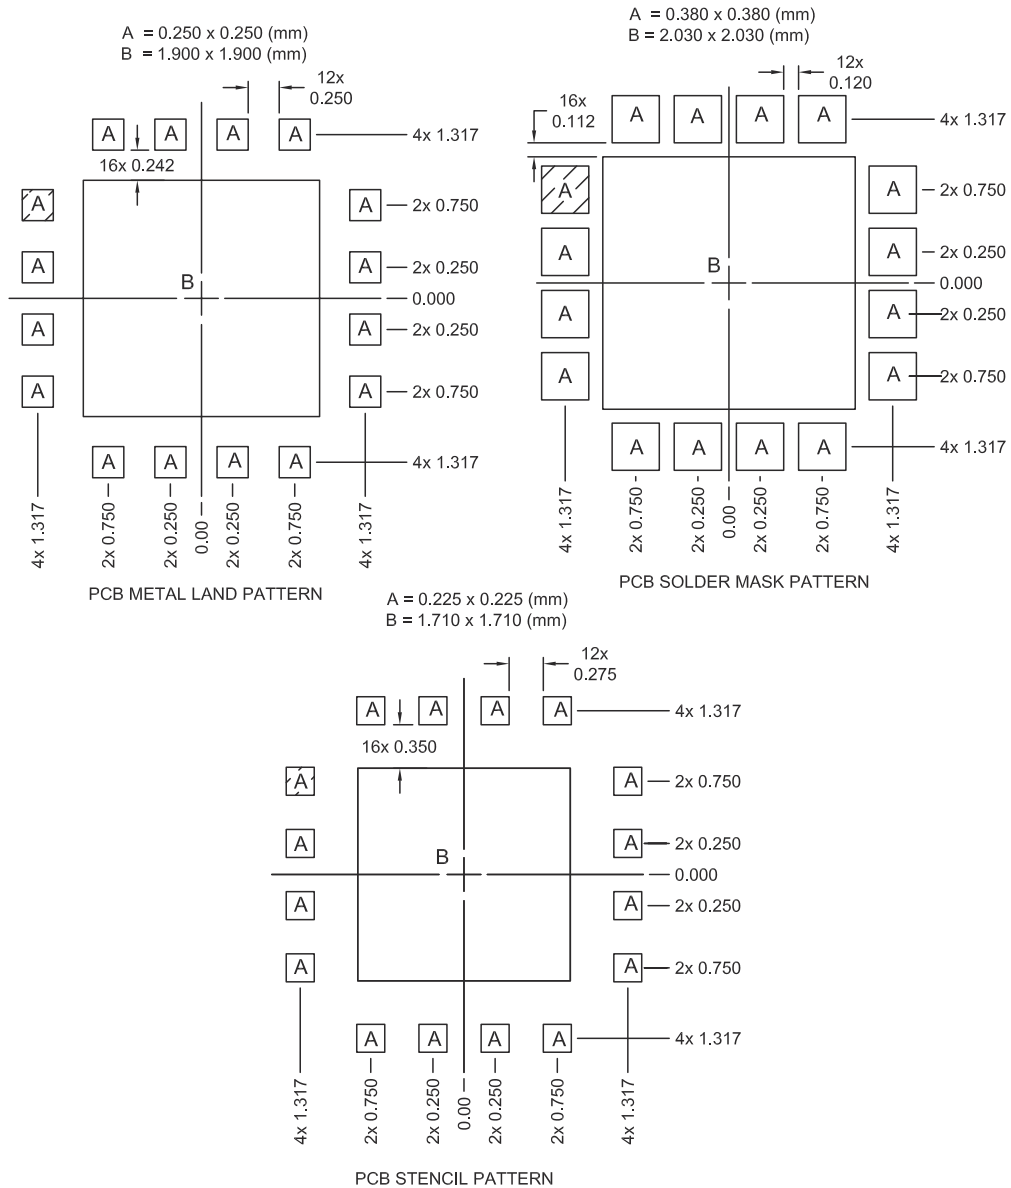 A = 0.250 x 0.250 (mm)
B = 1.900 x 1.900 (mm)
12x
0.250
A A A A
4x 1.317
16x 0.242
A A
2x 0.750
A A
2x 0.250
B
0.000
A A
2x 0.250
A A
2x 0.750
A A A A
4x 1.317
4x 1.317
2x 0.750
2x 0.250
0.00
2x 0.250
2x 0.750
4x 1.317
PCB METAL LAND PATTERN
A = 0.380 x 0.380 (mm)
B = 2.030 x 2.030 (mm)
12x
0.120
16x
0.112
A A A A
4x 1.317
A A
2x 0.750
A A
2x 0.250
B
0.000
A A
2x 0.250
A A
2x 0.750
A A A A
4x 1.317
4x 1.317
2x 0.750
2x 0.250
0.00
2x 0.250
2x 0.750
4x 1.317
PCB SOLDER MASK PATTERN
A = 0.225 x 0.225 (mm)
B = 1.710 x 1.710 (mm)
12x
0.275
A A A A
4x 1.317
16x 0.350
A A
2x 0.750
A A
2x 0.250
B
0.000
A A
2x 0.250
A A
2x 0.750
A A A A
4x 1.317
4x 1.317
2x 0.750
2x 0.250
0.00
2x 0.250
2x 0.750
4x 1.317
PCB STENCIL PATTERN